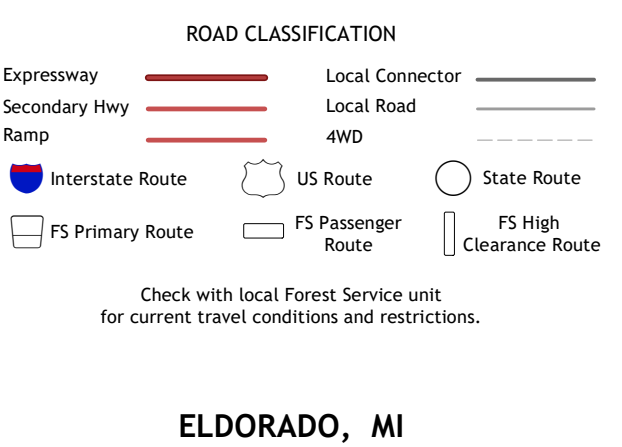 ROAD CLASSIFICATION
Expressway
Local Connector
Secondary Hwy
Local Road
Ramp
4WD
Interstate Route
US Route
State Route
FS Primary Route
FS Passenger
Route
FS High
Clearance Route
Check with local Forest Service unit
for current travel conditions and restrictions.
ELDORADO, MI